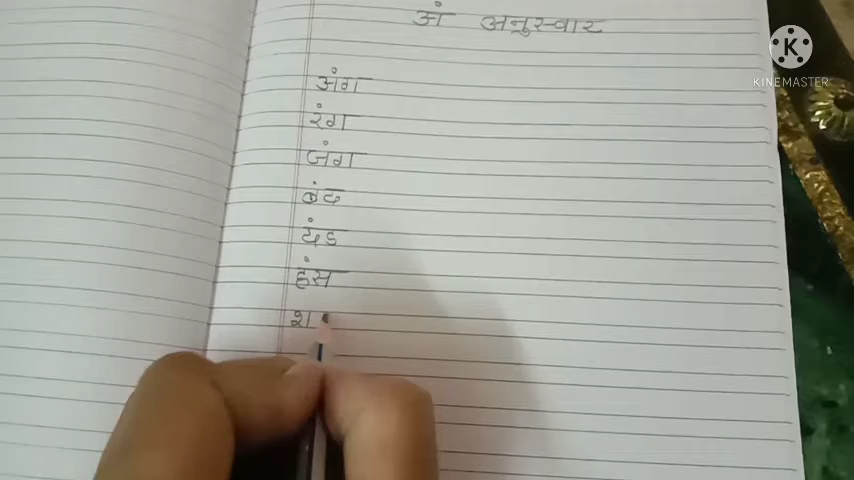 अं अनुस्वार
K
KINEMASTER
अंग
रंग
जंग
बंद
दंड
हंस
श